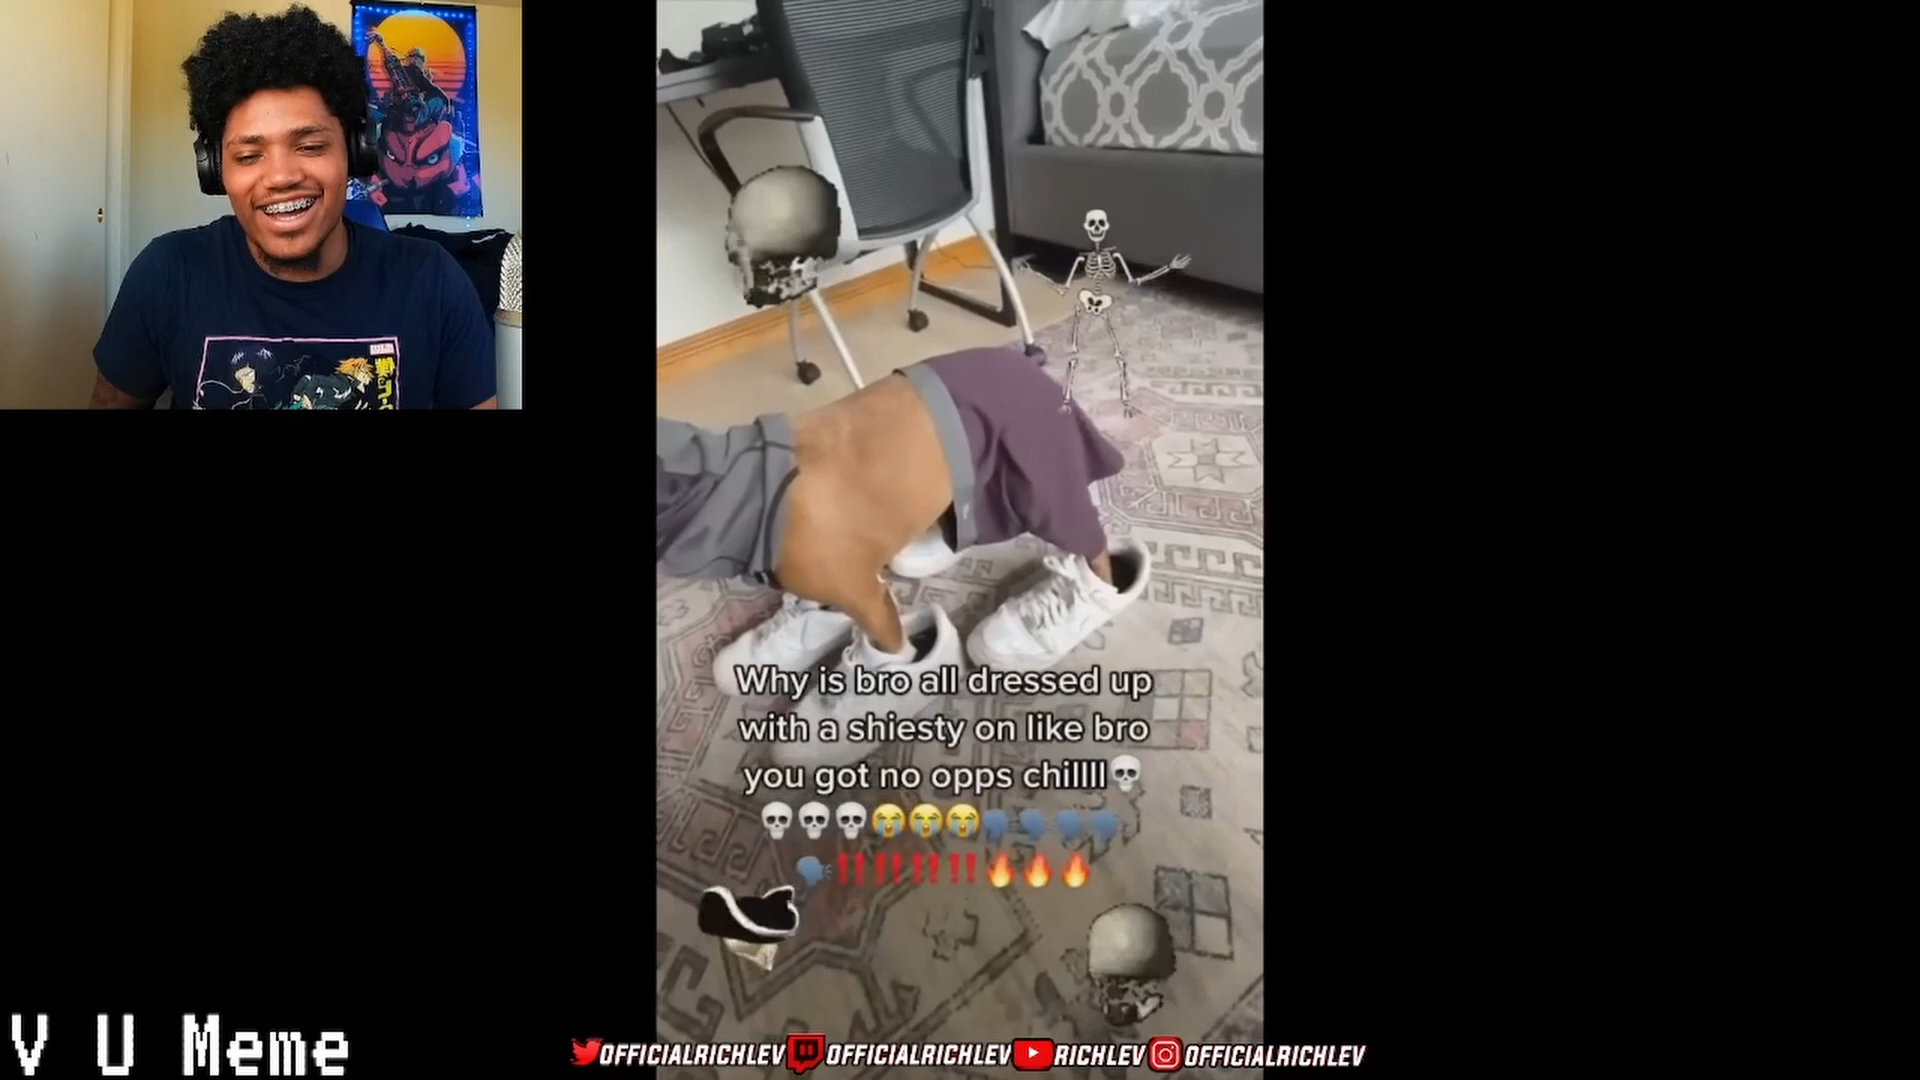 Why is bro all dressed up
with a shiesty on like bro
you got no opps chillll💀
💀💀💀😭😭😭🗣🗣🗣🗣
🗣‼‼‼‼🔥🔥🔥
V U Meme
OFFICIALRICHLEV OFFICIALRICHLEV RICHLEV OFFICIALRICHLEV